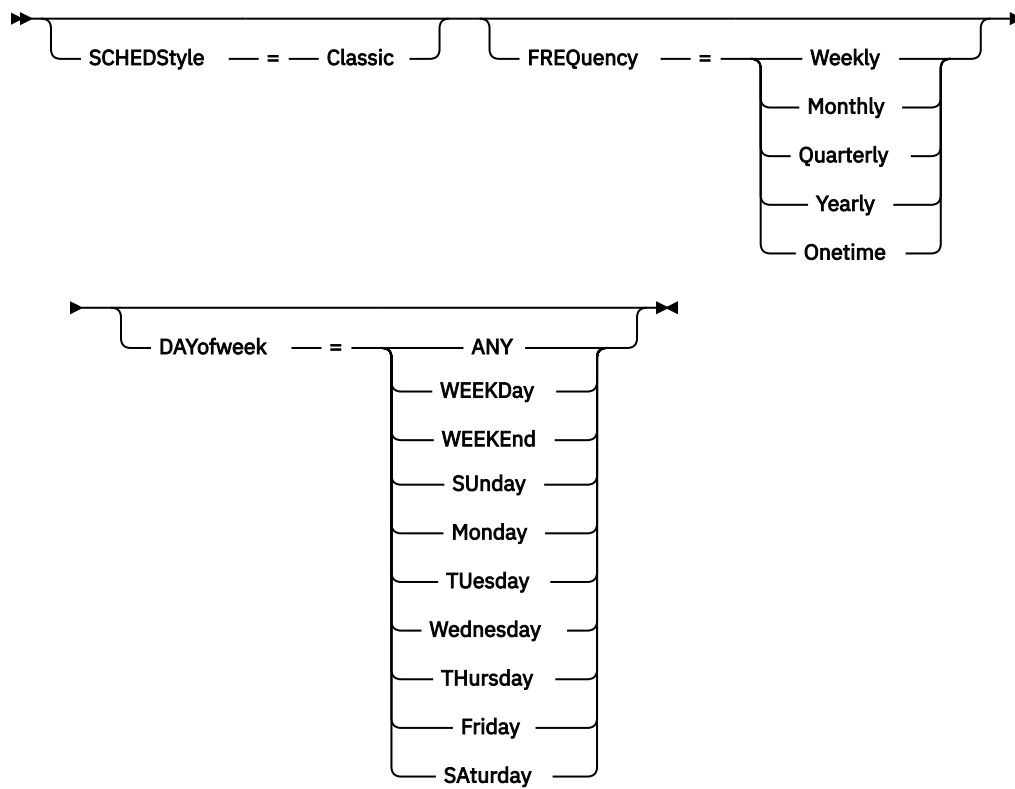 SCHEDStyle = Classic FREQuency = Weekly
Monthly
Quarterly
Yearly
Onetime
DAYofweek = ANY
WEEKDay
WEEKEnd
SUnday
Monday
TUesday
Wednesday
THursday
Friday
SAturday